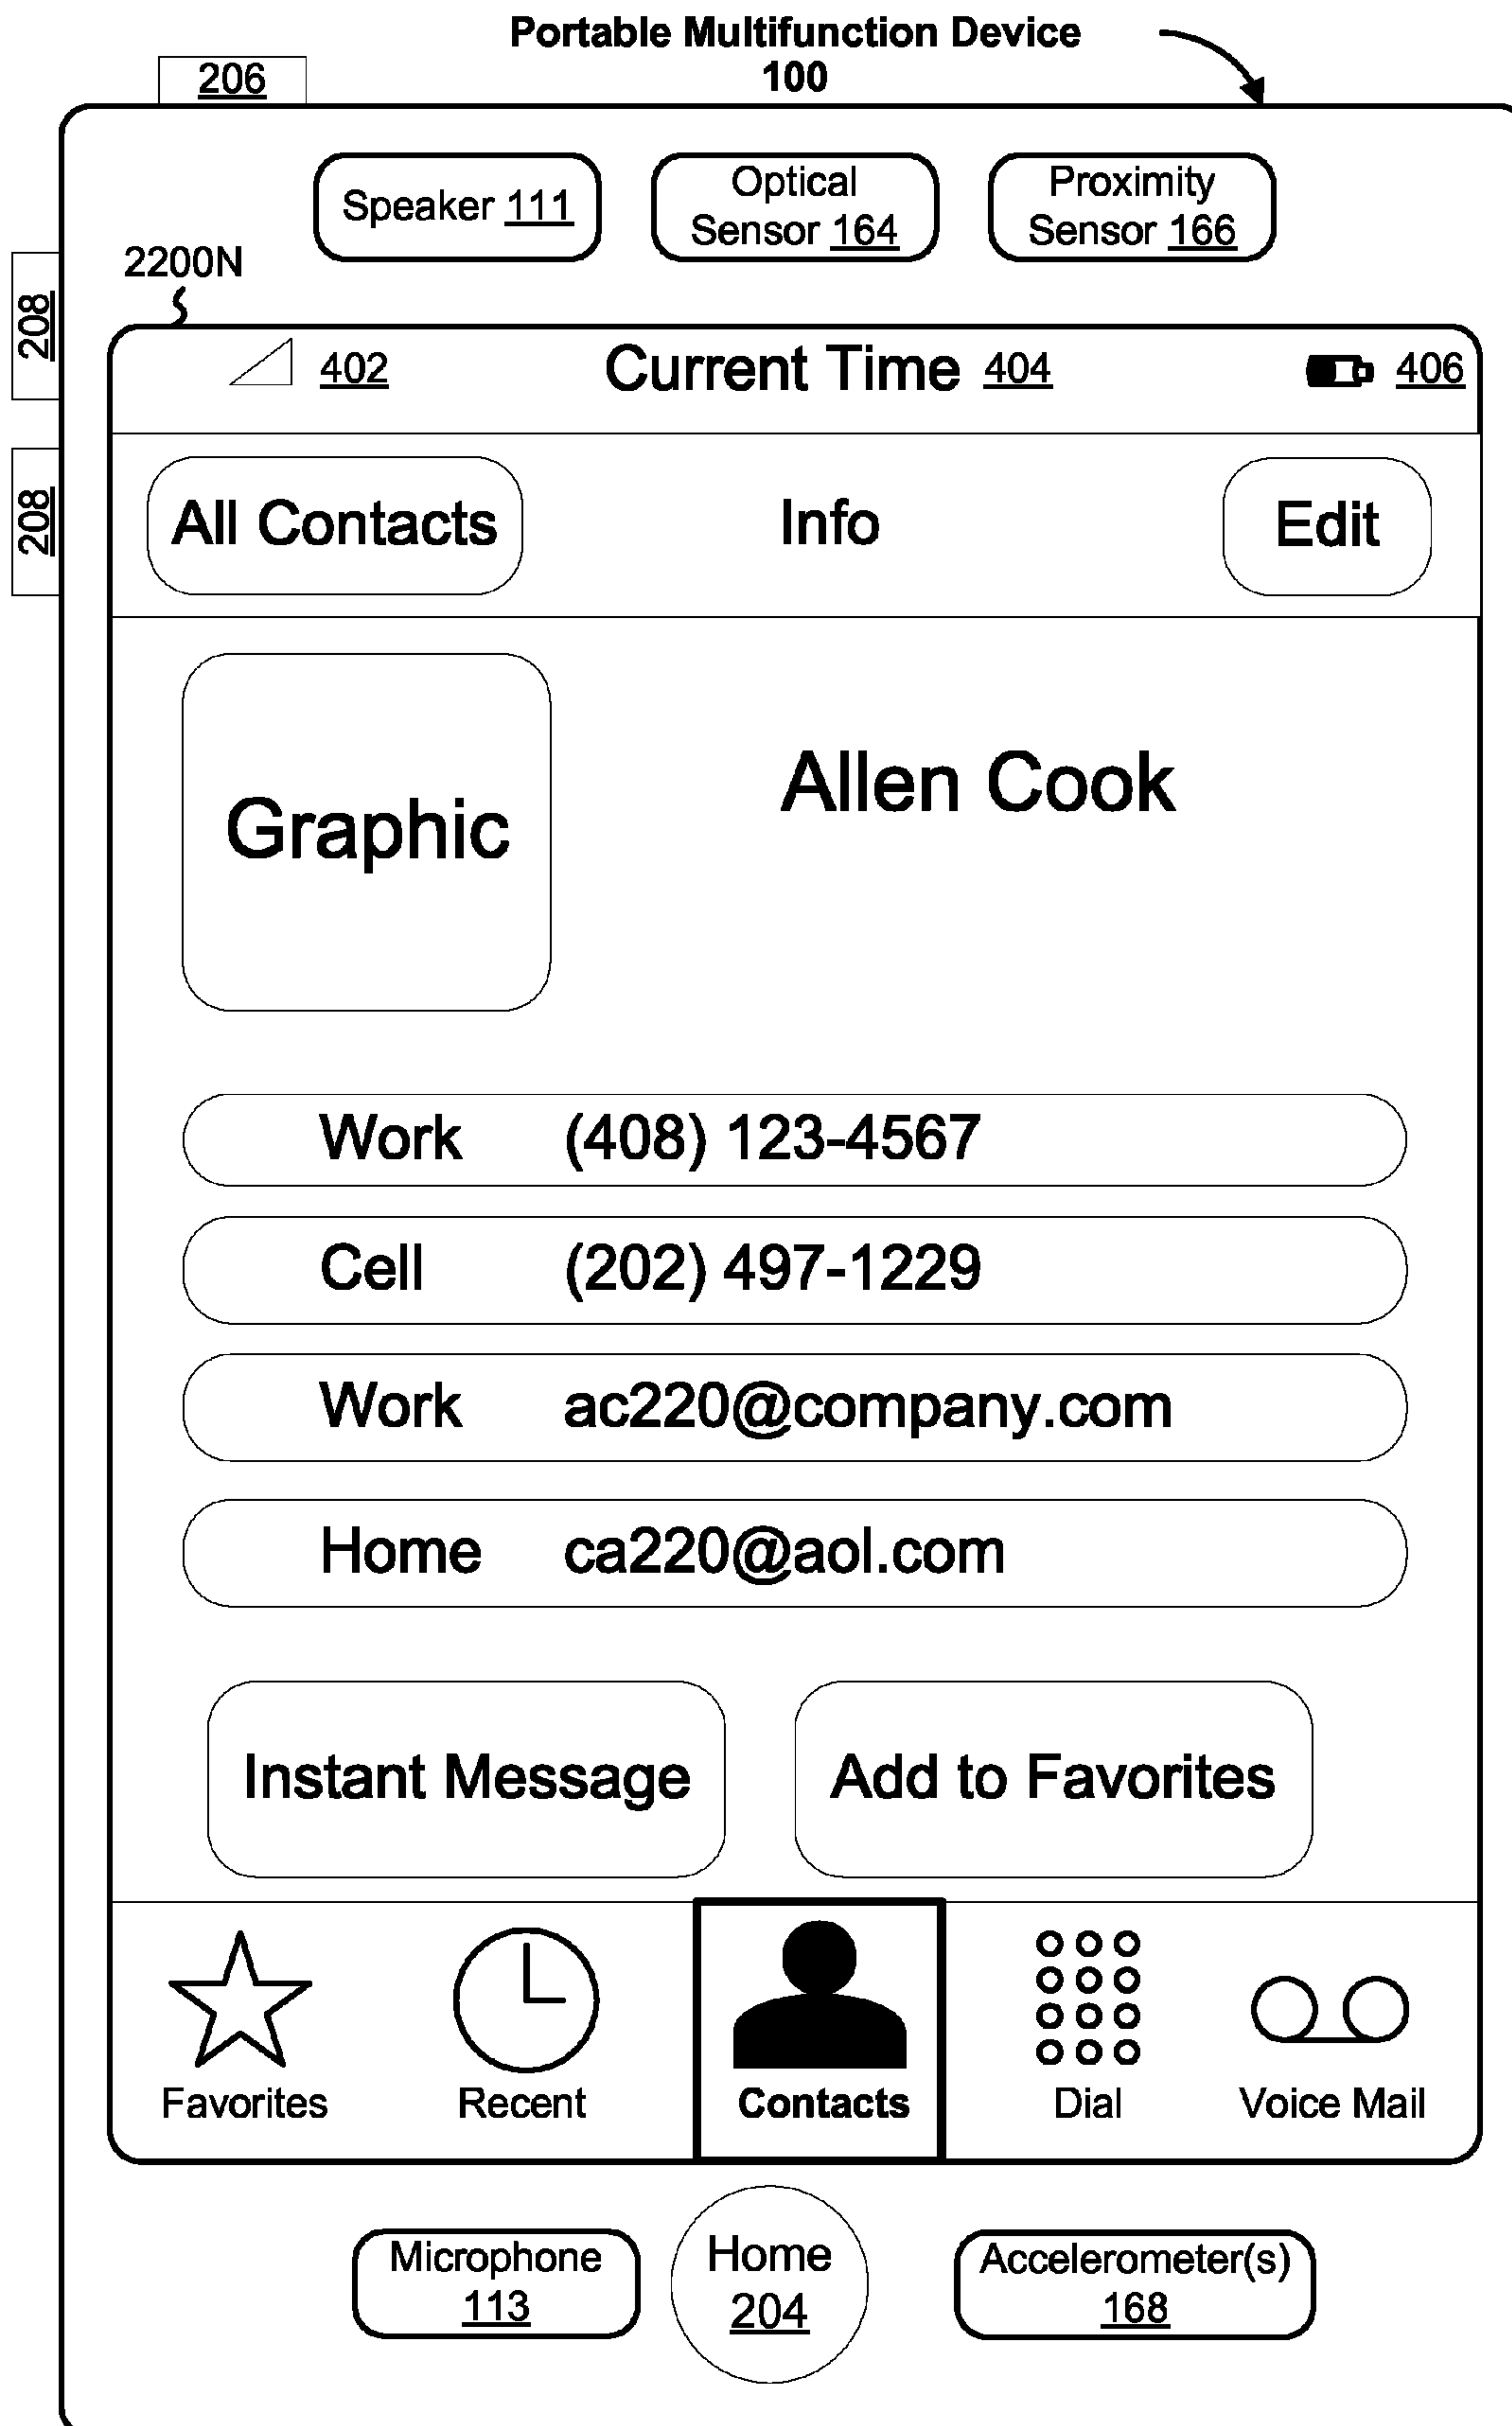 Portable Multifunction Device
100
206
Speaker 111
Optical
Sensor 164
Proximity
Sensor 166
2200N
208
208
402
Current Time 404
406
All Contacts
Info
Edit
Graphic
Allen Cook
Work (408) 123-4567
Cell (202) 497-1229
Work ac220@company.com
Home ca220@aol.com
Instant Message
Add to Favorites
Favorites
Recent
Contacts
Dial
Voice Mail
Microphone
113
Home
204
Accelerometer(s)
168